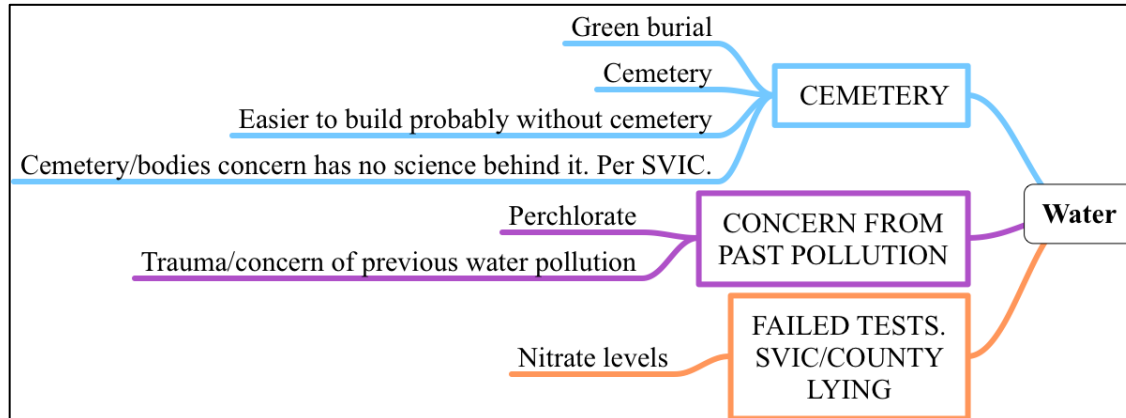 Green burial
Cemetery
Easier to build probably without cemetery
Cemetery/bodies concern has no science behind it. Per SVIC.
CEMETERY
Perchlorate
Trauma/concern of previous water pollution
CONCERN FROM
PAST POLLUTION
Nitrate levels
FAILED TESTS.
SVIC/COUNTY
LYING
Water